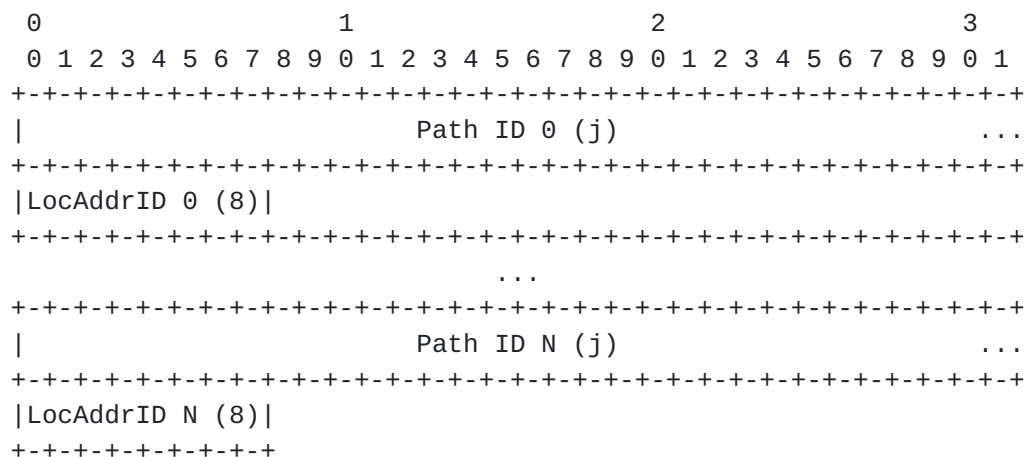 0                   1                   2                   3
 0 1 2 3 4 5 6 7 8 9 0 1 2 3 4 5 6 7 8 9 0 1 2 3 4 5 6 7 8 9 0 1
+-+-+-+-+-+-+-+-+-+-+-+-+-+-+-+-+-+-+-+-+-+-+-+-+-+-+-+-+-+-+-+-+
|                         Path ID 0 (j)                       ...
+-+-+-+-+-+-+-+-+-+-+-+-+-+-+-+-+-+-+-+-+-+-+-+-+-+-+-+-+-+-+-+-+
|LocAddrID 0 (8)|
+-+-+-+-+-+-+-+-+-+-+-+-+-+-+-+-+-+-+-+-+-+-+-+-+-+-+-+-+-+-+-+-+
                               ...
+-+-+-+-+-+-+-+-+-+-+-+-+-+-+-+-+-+-+-+-+-+-+-+-+-+-+-+-+-+-+-+-+
|                         Path ID N (j)                       ...
+-+-+-+-+-+-+-+-+-+-+-+-+-+-+-+-+-+-+-+-+-+-+-+-+-+-+-+-+-+-+-+-+
|LocAddrID N (8)|
+-+-+-+-+-+-+-+-+